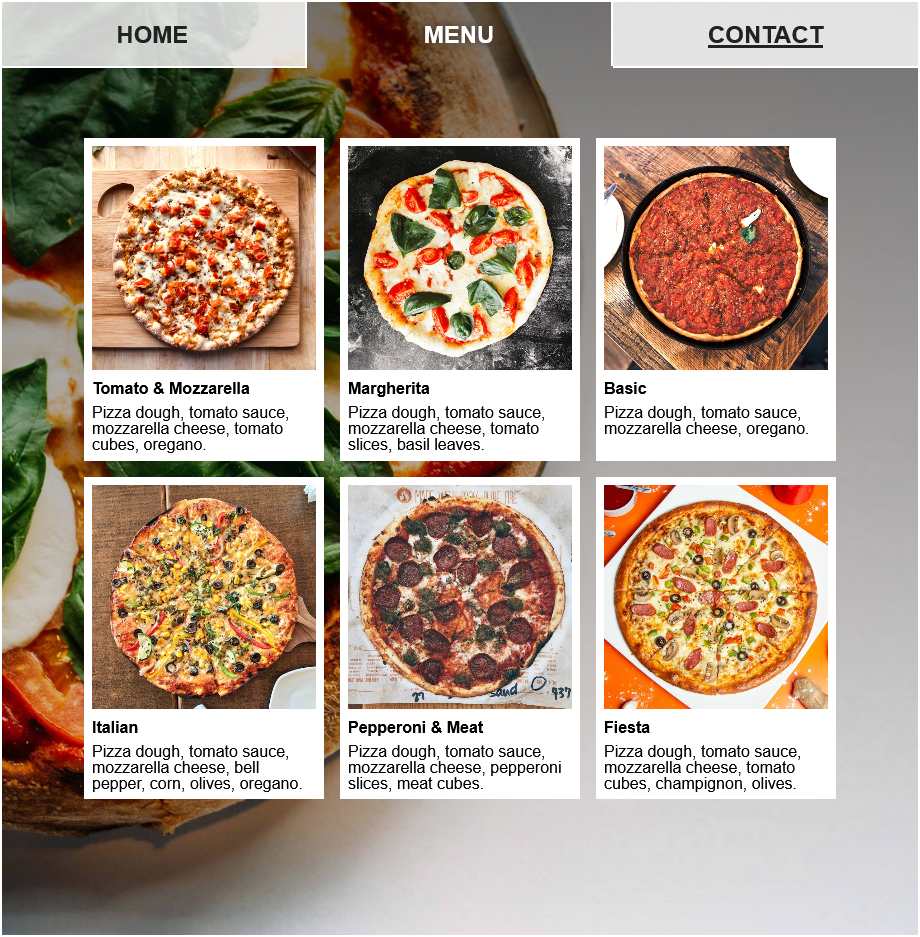 HOME
MENU
CONTACT
Tomato & Mozzarella
Pizza dough, tomato sauce,
mozzarella cheese, tomato
cubes, oregano.
Margherita
Pizza dough, tomato sauce,
mozzarella cheese, tomato
slices, basil leaves.
Basic
Pizza dough, tomato sauce,
mozzarella cheese, oregano.
Italian
Pizza dough, tomato sauce,
mozzarella cheese, bell
pepper, corn, olives, oregano.
27
sand
437
Pepperoni & Meat
Pizza dough, tomato sauce,
mozzarella cheese, pepperoni
slices, meat cubes.
Fiesta
Pizza dough, tomato sauce,
mozzarella cheese, tomato
cubes, champignon, olives.